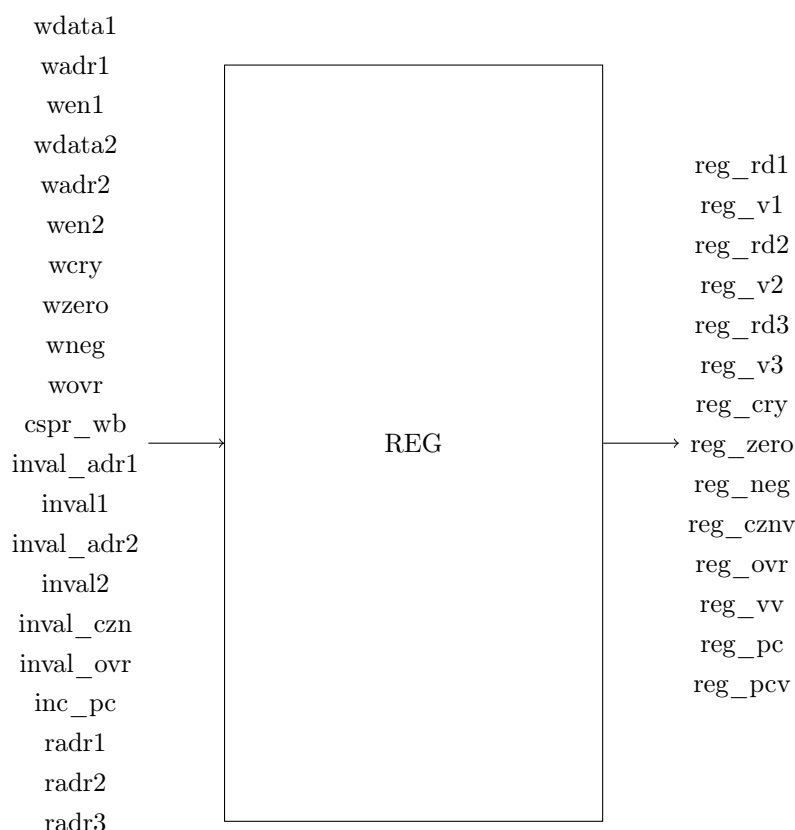 wdata1
wadr1
wen1
wdata2
wadr2
wen2
wcry
wzero
wneg
wovr
cspr_wb
inval_adr1
inval1
inval_adr2
inval2
inval_czn
inval_ovr
inc_pc
radr1
radr2
radr3
REG
reg_rd1
reg_v1
reg_rd2
reg_v2
reg_rd3
reg_v3
reg_cry
reg_zero
reg_neg
reg_cznv
reg_ovr
reg_vv
reg_pc
reg_pcv